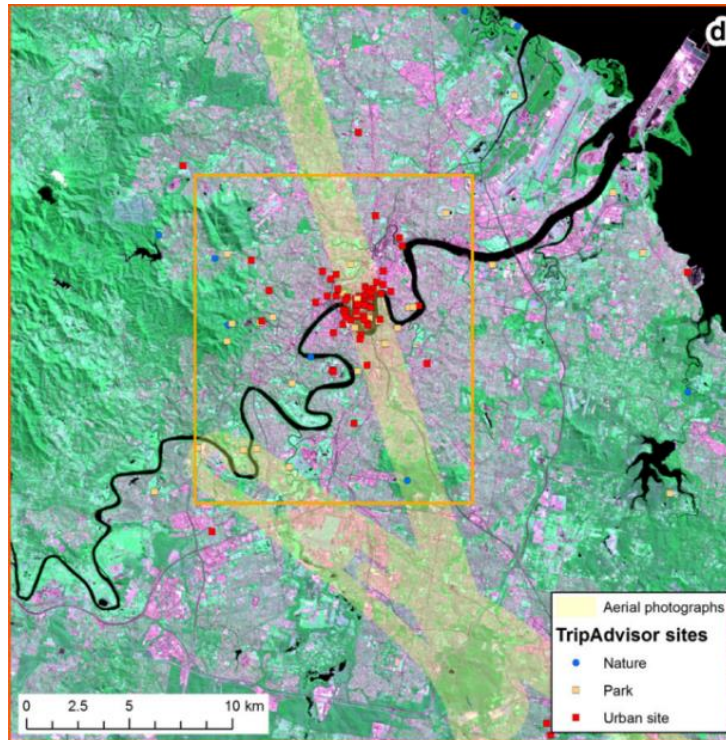 d
Aerial photographs
TripAdvisor sites
Nature
Park
Urban site
0 2.5 5 10 km